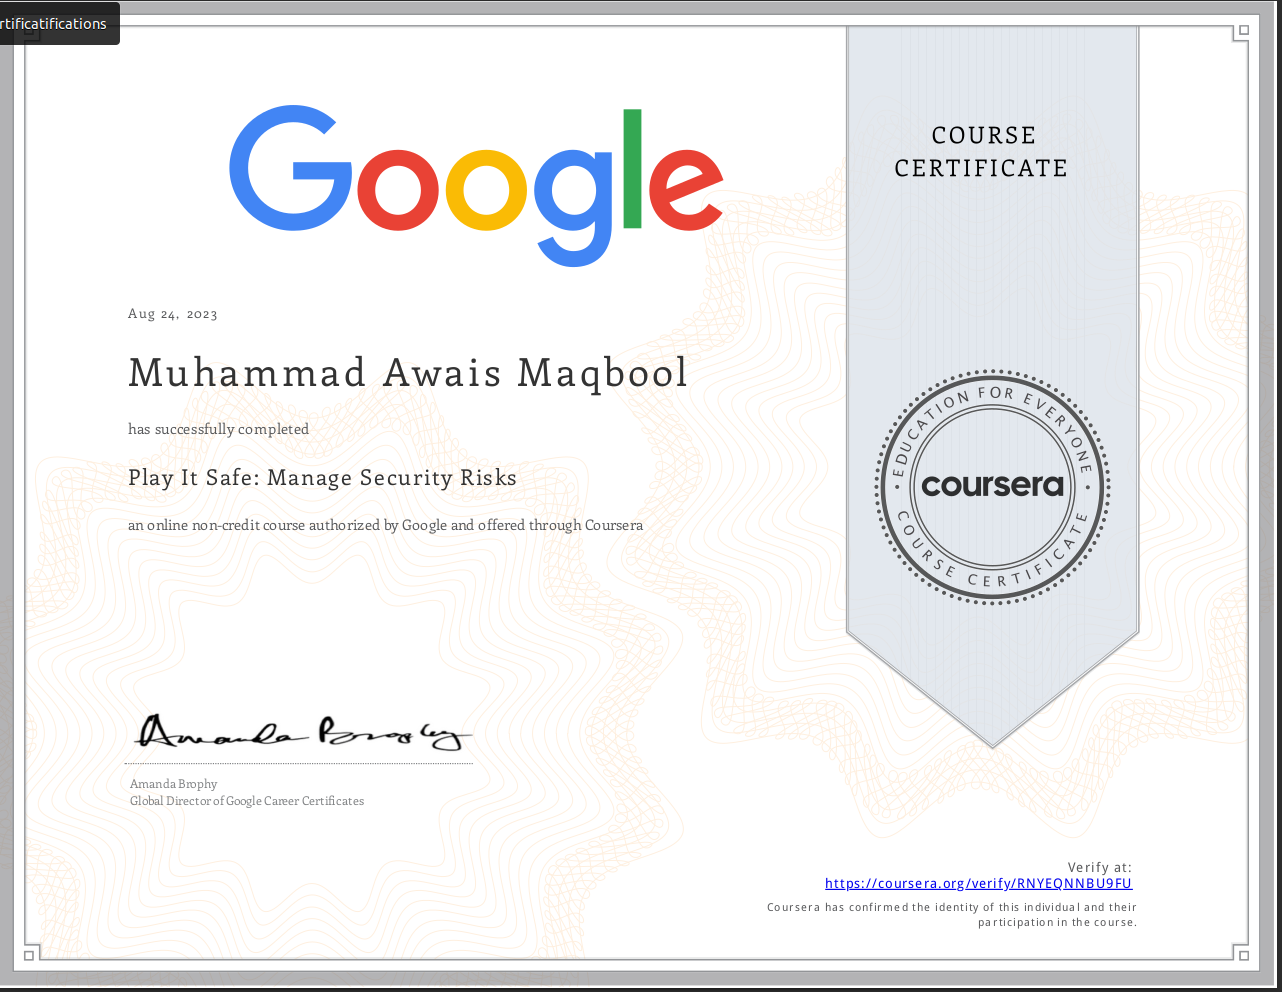 rtificatifications
Google
COURSE
CERTIFICATE
Aug 24, 2023
Muhammad Awais Maqbool
has successfully completed
Play It Safe: Manage Security Risks
an online non-credit course authorized by Google and offered through Coursera
EDUCATION FOR EVERYONE
coursera
COURSE CERTIFICATE
Amanda Brophy
Amanda Brophy
Global Director of Google Career Certificates
Verify at:
https://coursera.org/verify/RNYEQNNBU9FU
Coursera has confirmed the identity of this individual and their
participation in the course.